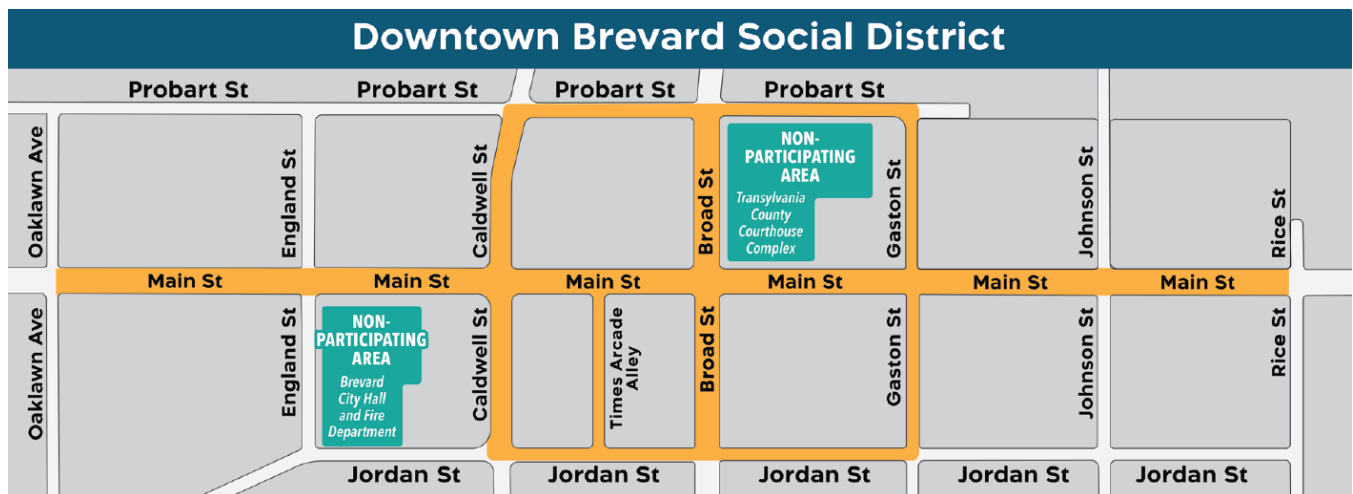 Downtown Brevard Social District
Probart St
Probart St
Probart St
Probart St
Oaklawn Ave
England St
Caldwell St
Broad St
NON-
PARTICIPATING
AREA
Transylvania
County
Courthouse
Complex
Gaston St
Johnson St
Rice St
Main St
Main St
Main St
Main St
Main St
Main St
Oaklawn Ave
England St
NON-
PARTICIPATING
AREA
Brevard
City Hall
and Fire
Department
Caldwell St
Times Arcade
Alley
Broad St
Gaston St
Johnson St
Rice St
Jordan St
Jordan St
Jordan St
Jordan St
Jordan St